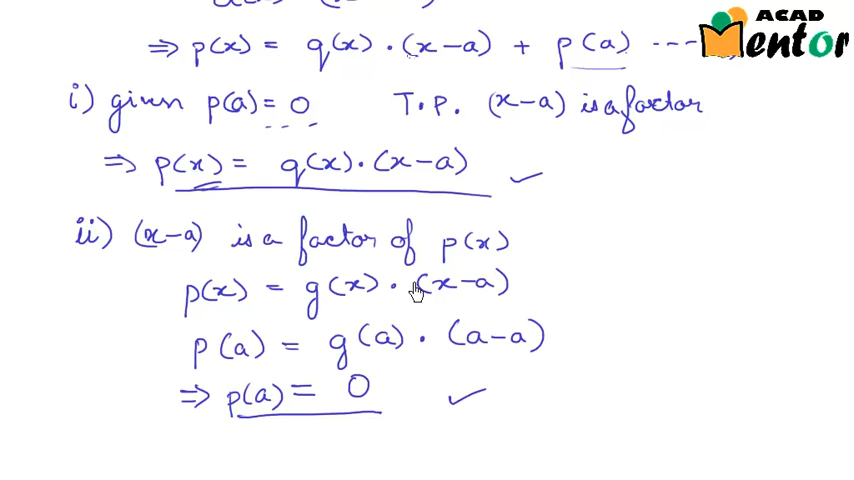 ACAD
Mentor
⇒ p(x) = q(x) · (x-a) + p(a) ----
i) given p(a) = 0 T.P. (x-a) is a factor
⇒ p(x) = q(x) · (x-a) ✓
ii) (x-a) is a factor of p(x)
p(x) = g(x) · (x-a)
p(a) = g(a) · (a-a)
⇒ p(a) = 0 ✓